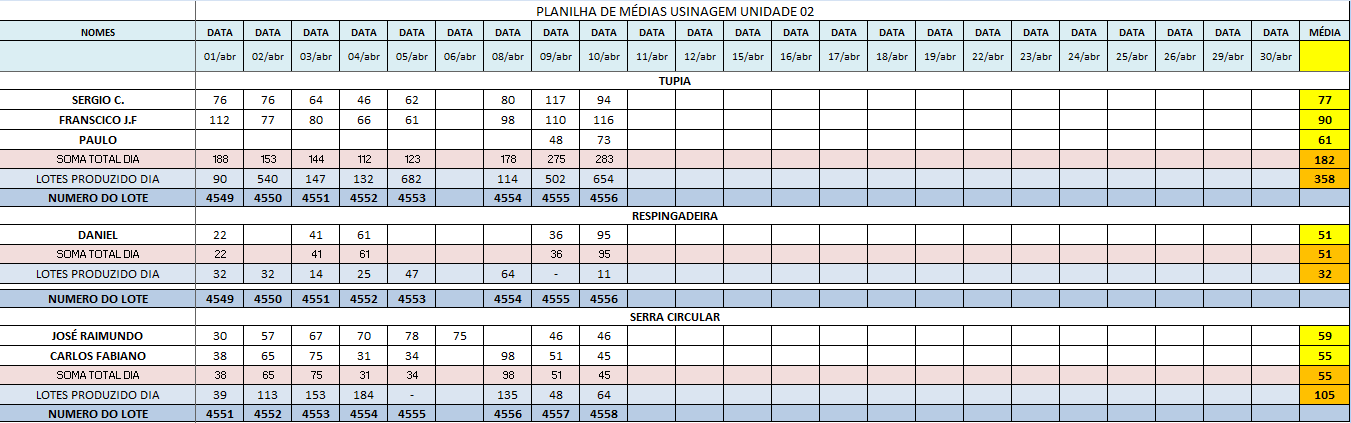 PLANILHA DE MÉDIAS USINAGEM UNIDADE 02
NOMES DATA DATA DATA DATA DATA DATA DATA DATA DATA DATA DATA DATA DATA DATA DATA DATA DATA DATA DATA DATA DATA DATA DATA MÉDIA
01/abr 02/abr 03/abr 04/abr 05/abr 06/abr 08/abr 09/abr 10/abr 11/abr 12/abr 15/abr 16/abr 17/abr 18/abr 19/abr 22/abr 23/abr 24/abr 25/abr 26/abr 29/abr 30/abr
TUPIA
SERGIO C. 76 76 64 46 62 80 117 94 77
FRANSCICO J.F 112 77 80 66 61 98 110 116 90
PAULO 48 73 61
SOMA TOTAL DIA 188 153 144 112 123 178 275 283 182
LOTES PRODUZIDO DIA 90 540 147 132 682 114 502 654 358
NUMERO DO LOTE 4549 4550 4551 4552 4553 4554 4555 4556
RESPINGADEIRA
DANIEL 22 41 61 36 95 51
SOMA TOTAL DIA 22 41 61 36 95 51
LOTES PRODUZIDO DIA 32 32 14 25 47 64 - 11 32
NUMERO DO LOTE 4549 4550 4551 4552 4553 4554 4555 4556
SERRA CIRCULAR
JOSÉ RAIMUNDO 30 57 67 70 78 75 46 46 59
CARLOS FABIANO 38 65 75 31 34 98 51 45 55
SOMA TOTAL DIA 38 65 75 31 34 98 51 45 55
LOTES PRODUZIDO DIA 39 113 153 184 - 135 48 64 105
NUMERO DO LOTE 4551 4552 4553 4554 4555 4556 4557 4558